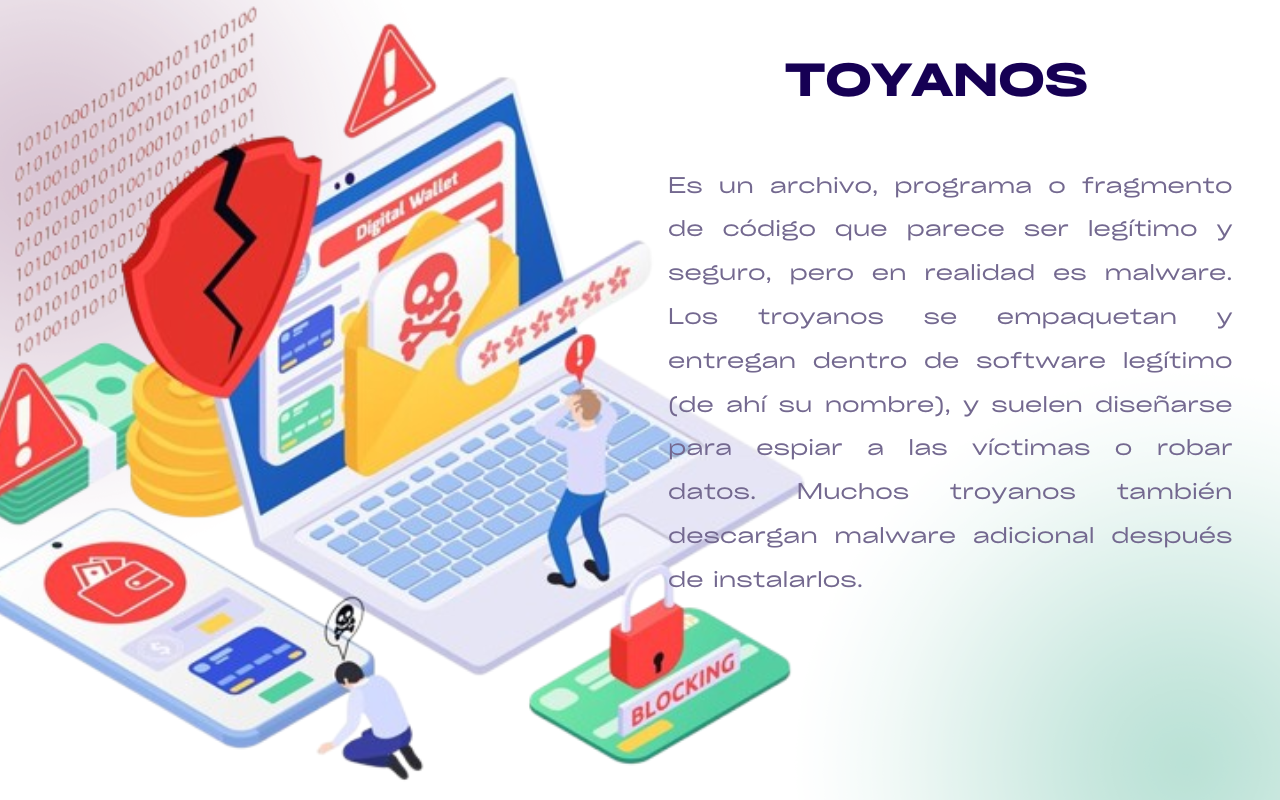 TOYANOS
Es un archivo, programa o fragmento
de código que parece ser legítimo y
seguro, pero en realidad es malware.
Los troyanos se empaquetan y
entregan dentro de software legítimo
(de ahí su nombre), y suelen diseñarse
para espiar a las víctimas o robar
datos. Muchos troyanos también
descargan malware adicional después
de instalarlos.
Digital Wallet
BLOCKING